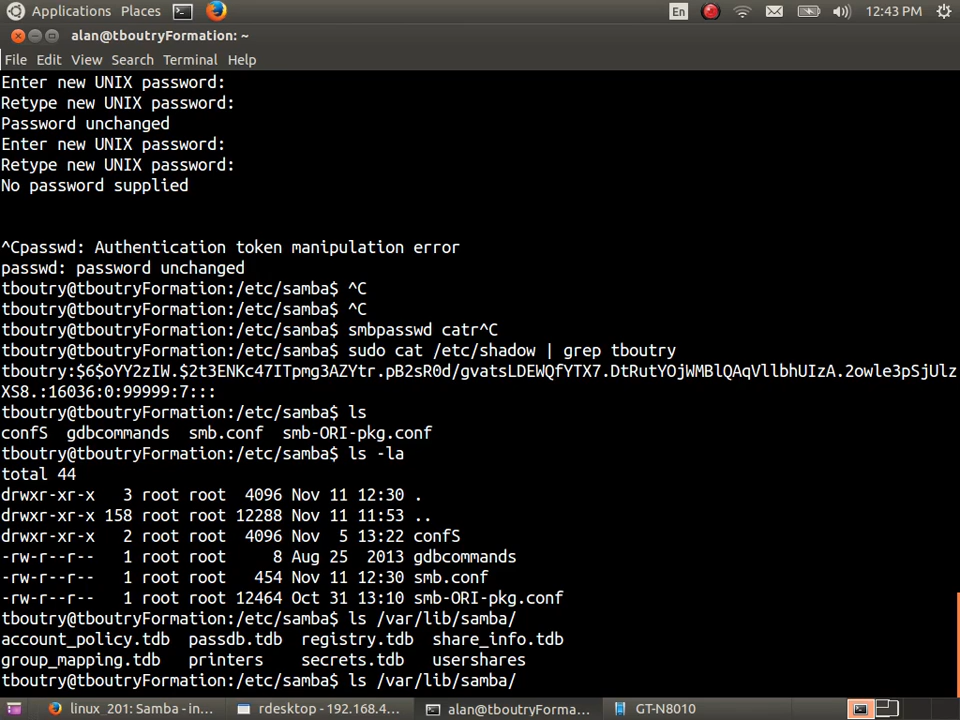 Applications Places En 12:43 PM
alan@tboutryFormation: ~
File Edit View Search Terminal Help
Enter new UNIX password:
Retype new UNIX password:
Password unchanged
Enter new UNIX password:
Retype new UNIX password:
No password supplied
^Cpasswd: Authentication token manipulation error
passwd: password unchanged
tboutry@tboutryFormation:/etc/samba$ ^C
tboutry@tboutryFormation:/etc/samba$ ^C
tboutry@tboutryFormation:/etc/samba$ smbpasswd catr^C
tboutry@tboutryFormation:/etc/samba$ sudo cat /etc/shadow | grep tboutry
tboutry:$6$oYY2zIW.$2t3ENKc47ITpmg3AZYtr.pB2sR0d/gvatsLDEWQfYTX7.DtRutYOjWMBlQAqVllbhUIzA.2owle3pSjUlz
XS8.:16036:0:99999:7:::
tboutry@tboutryFormation:/etc/samba$ ls
confS gdbcommands smb.conf smb-ORI-pkg.conf
tboutry@tboutryFormation:/etc/samba$ ls -la
total 44
drwxr-xr-x 3 root root 4096 Nov 11 12:30 .
drwxr-xr-x 158 root root 12288 Nov 11 11:53 ..
drwxr-xr-x 2 root root 4096 Nov 5 13:22 confS
-rw-r--r-- 1 root root 8 Aug 25 2013 gdbcommands
-rw-r--r-- 1 root root 454 Nov 11 12:30 smb.conf
-rw-r--r-- 1 root root 12464 Oct 31 13:10 smb-ORI-pkg.conf
tboutry@tboutryFormation:/etc/samba$ ls /var/lib/samba/
account_policy.tdb passdb.tdb registry.tdb share_info.tdb
group_mapping.tdb printers secrets.tdb usershares
tboutry@tboutryFormation:/etc/samba$ ls /var/lib/samba/
linux_201: Samba - in... rdesktop - 192.168.4... alan@tboutryForma... GT-N8010